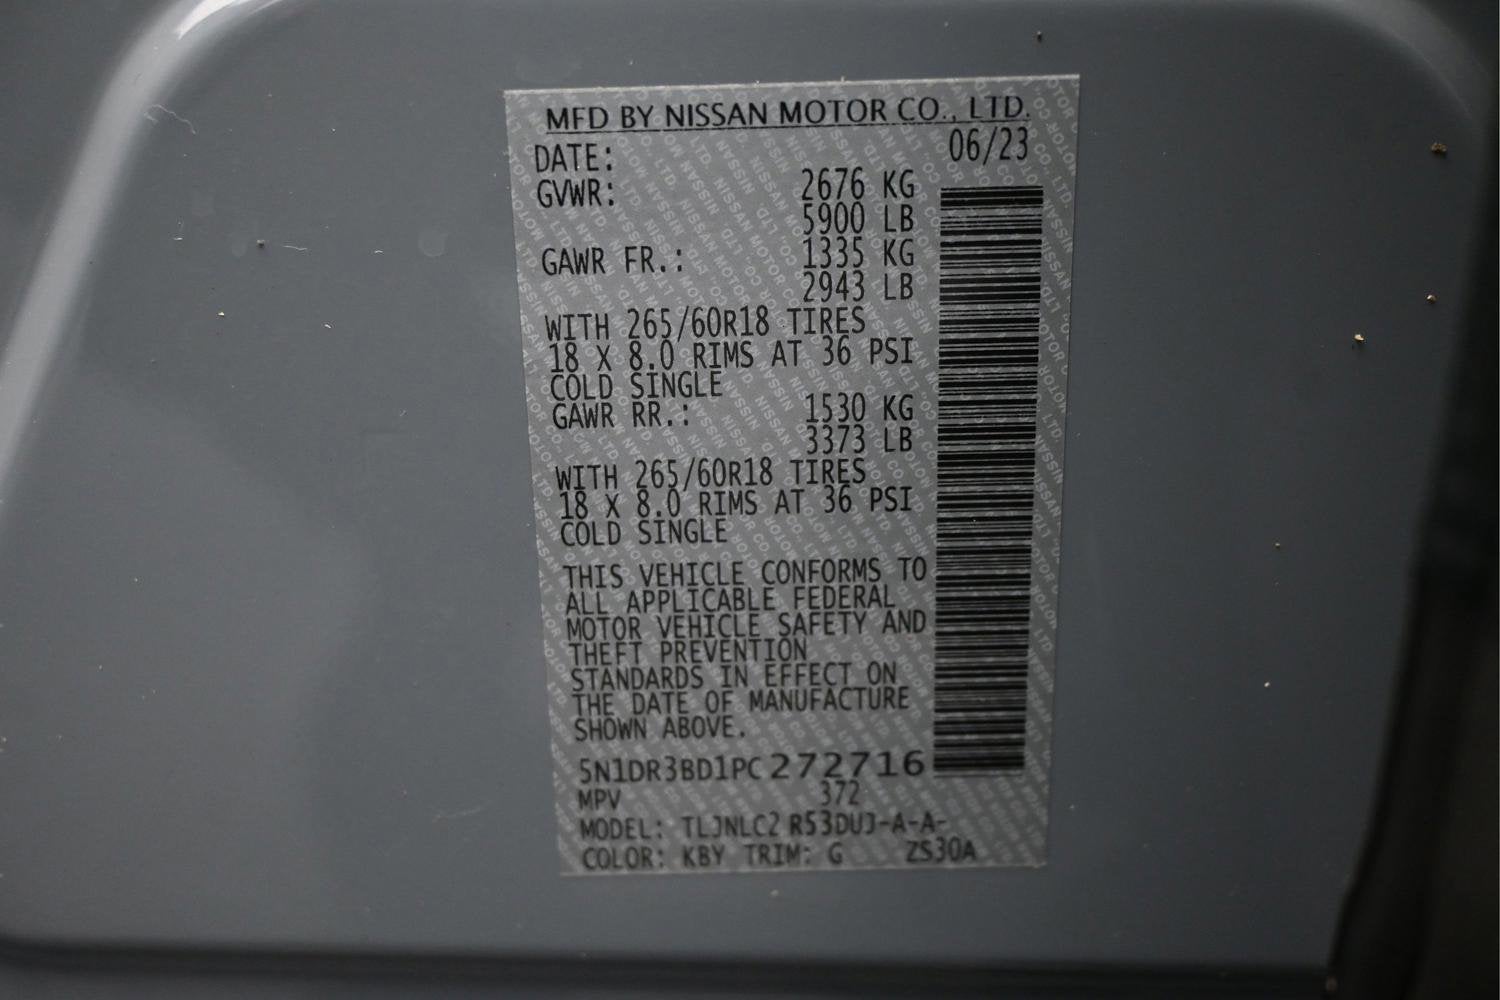 MFD BY NISSAN MOTOR CO., LTD.
DATE: 06/23
GVWR: 2676 KG
5900 LB
GAWR FR.: 1335 KG
2943 LB
WITH 265/60R18 TIRES
18 X 8.0 RIMS AT 36 PSI
COLD SINGLE
GAWR RR.: 1530 KG
3373 LB
WITH 265/60R18 TIRES
18 X 8.0 RIMS AT 36 PSI
COLD SINGLE
THIS VEHICLE CONFORMS TO
ALL APPLICABLE FEDERAL
MOTOR VEHICLE SAFETY AND
THEFT PREVENTION
STANDARDS IN EFFECT ON
THE DATE OF MANUFACTURE
SHOWN ABOVE.
5N1DR3BD1PC272716
MPV 372
MODEL: TLJNLC2 R53DUJ-A-A-
COLOR: KBY TRIM: G ZS30A